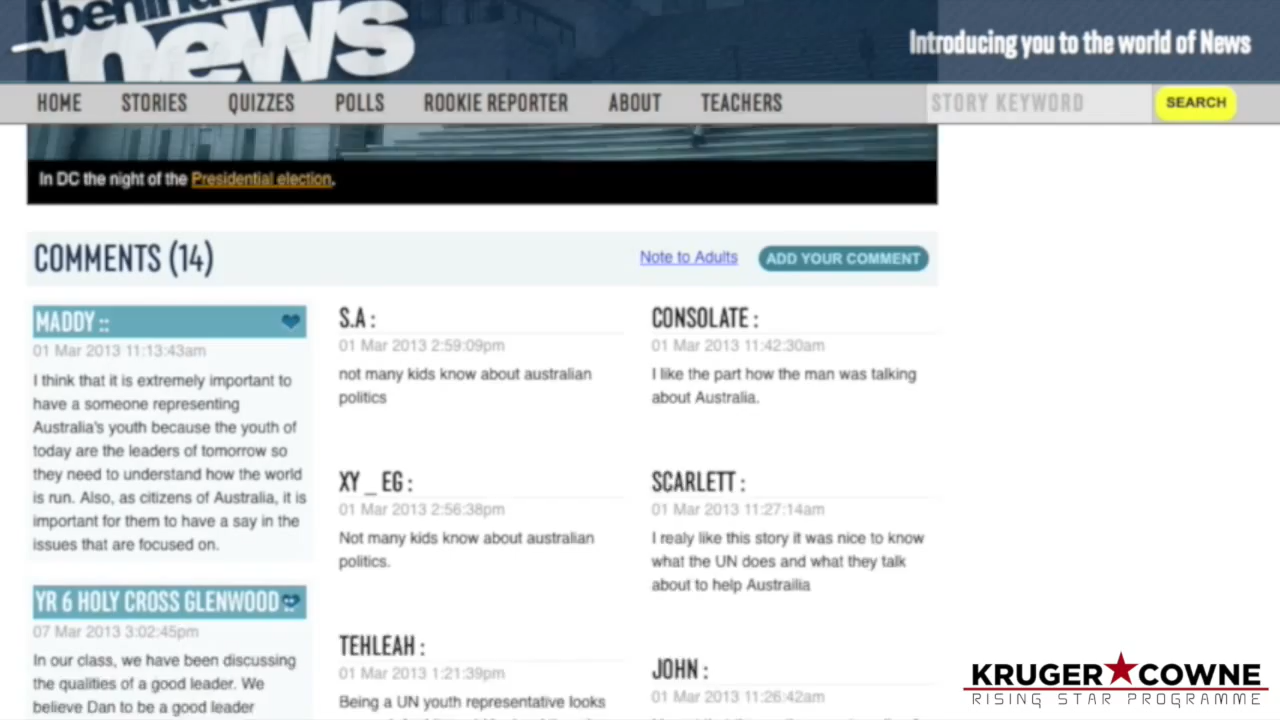 behind
news
Introducing you to the world of News
HOME STORIES QUIZZES POLLS ROOKIE REPORTER ABOUT TEACHERS STORY KEYWORD SEARCH
In DC the night of the Presidential election.
COMMENTS (14) Note to Adults ADD YOUR COMMENT
MADDY ::
01 Mar 2013 11:13:43am
I think that it is extremely important to
have a someone representing
Australia's youth because the youth of
today are the leaders of tomorrow so
they need to understand how the world
is run. Also, as citizens of Australia, it is
important for them to have a say in the
issues that are focused on.
YR 6 HOLY CROSS GLENWOOD ::
07 Mar 2013 3:02:45pm
In our class, we have been discussing
the qualities of a good leader. We
believe Dan to be a good leader
S.A :
01 Mar 2013 2:59:09pm
not many kids know about australian
politics
XY _ EG :
01 Mar 2013 2:56:38pm
Not many kids know about australian
politics.
TEHLEAH :
01 Mar 2013 1:21:39pm
Being a UN youth representative looks
CONSOLATE :
01 Mar 2013 11:42:30am
I like the part how the man was talking
about Australia.
SCARLETT :
01 Mar 2013 11:27:14am
I realy like this story it was nice to know
what the UN does and what they talk
about to help Austrailia
JOHN :
01 Mar 2013 11:26:42am
KRUGER COWNE
RISING STAR PROGRAMME